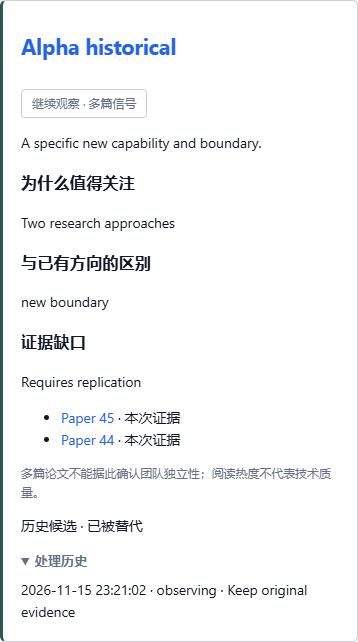 Alpha historical
继续观察 · 多篇信号
A specific new capability and boundary.
为什么值得关注
Two research approaches
与已有方向的区别
new boundary
证据缺口
Requires replication
• Paper 45 · 本次证据
• Paper 44 · 本次证据
多篇论文不能据此确认团队独立性；阅读热度不代表技术质
量。
历史候选 · 已被替代
▼ 处理历史
2026-11-15 23:21:02 · observing · Keep original
evidence